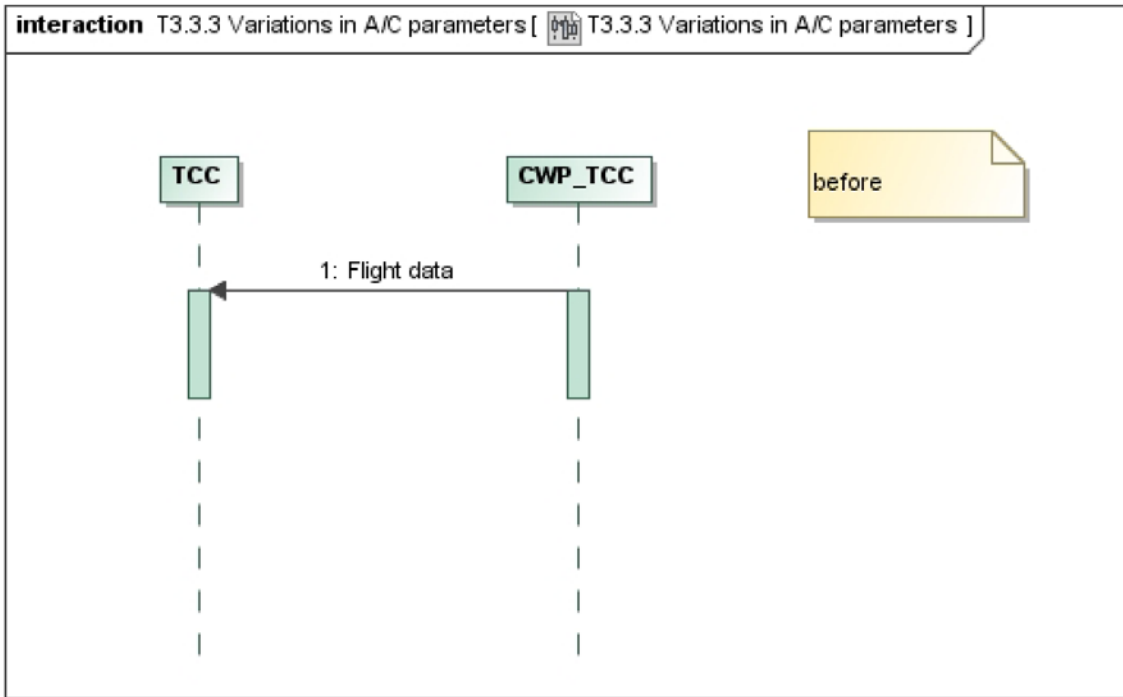 interaction T3.3.3 Variations in A/C parameters [ T3.3.3 Variations in A/C parameters ]
TCC
CWP_TCC
before
1: Flight data